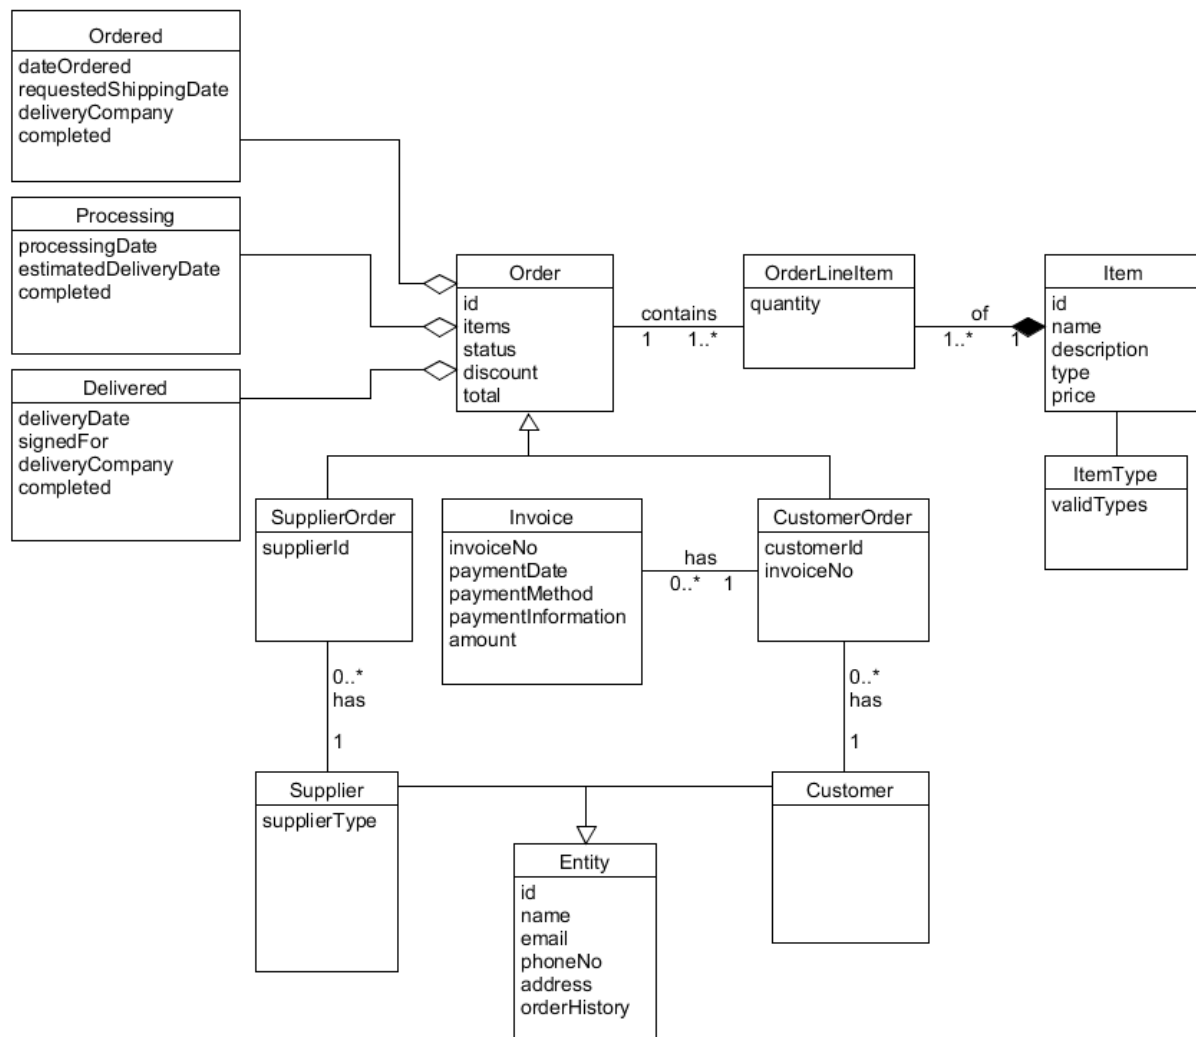 Ordered
dateOrdered
requestedShippingDate
deliveryCompany
completed
Processing
processingDate
estimatedDeliveryDate
completed
Delivered
deliveryDate
signedFor
deliveryCompany
completed
Order
id
items
status
discount
total
contains
1 1..*
OrderLineItem
quantity
of
1..* 1
Item
id
name
description
type
price
ItemType
validTypes
SupplierOrder
supplierId
Invoice
invoiceNo
paymentDate
paymentMethod
paymentInformation
amount
has
0..* 1
CustomerOrder
customerId
invoiceNo
0..*
has
1
0..*
has
1
Supplier
supplierType
Customer
Entity
id
name
email
phoneNo
address
orderHistory